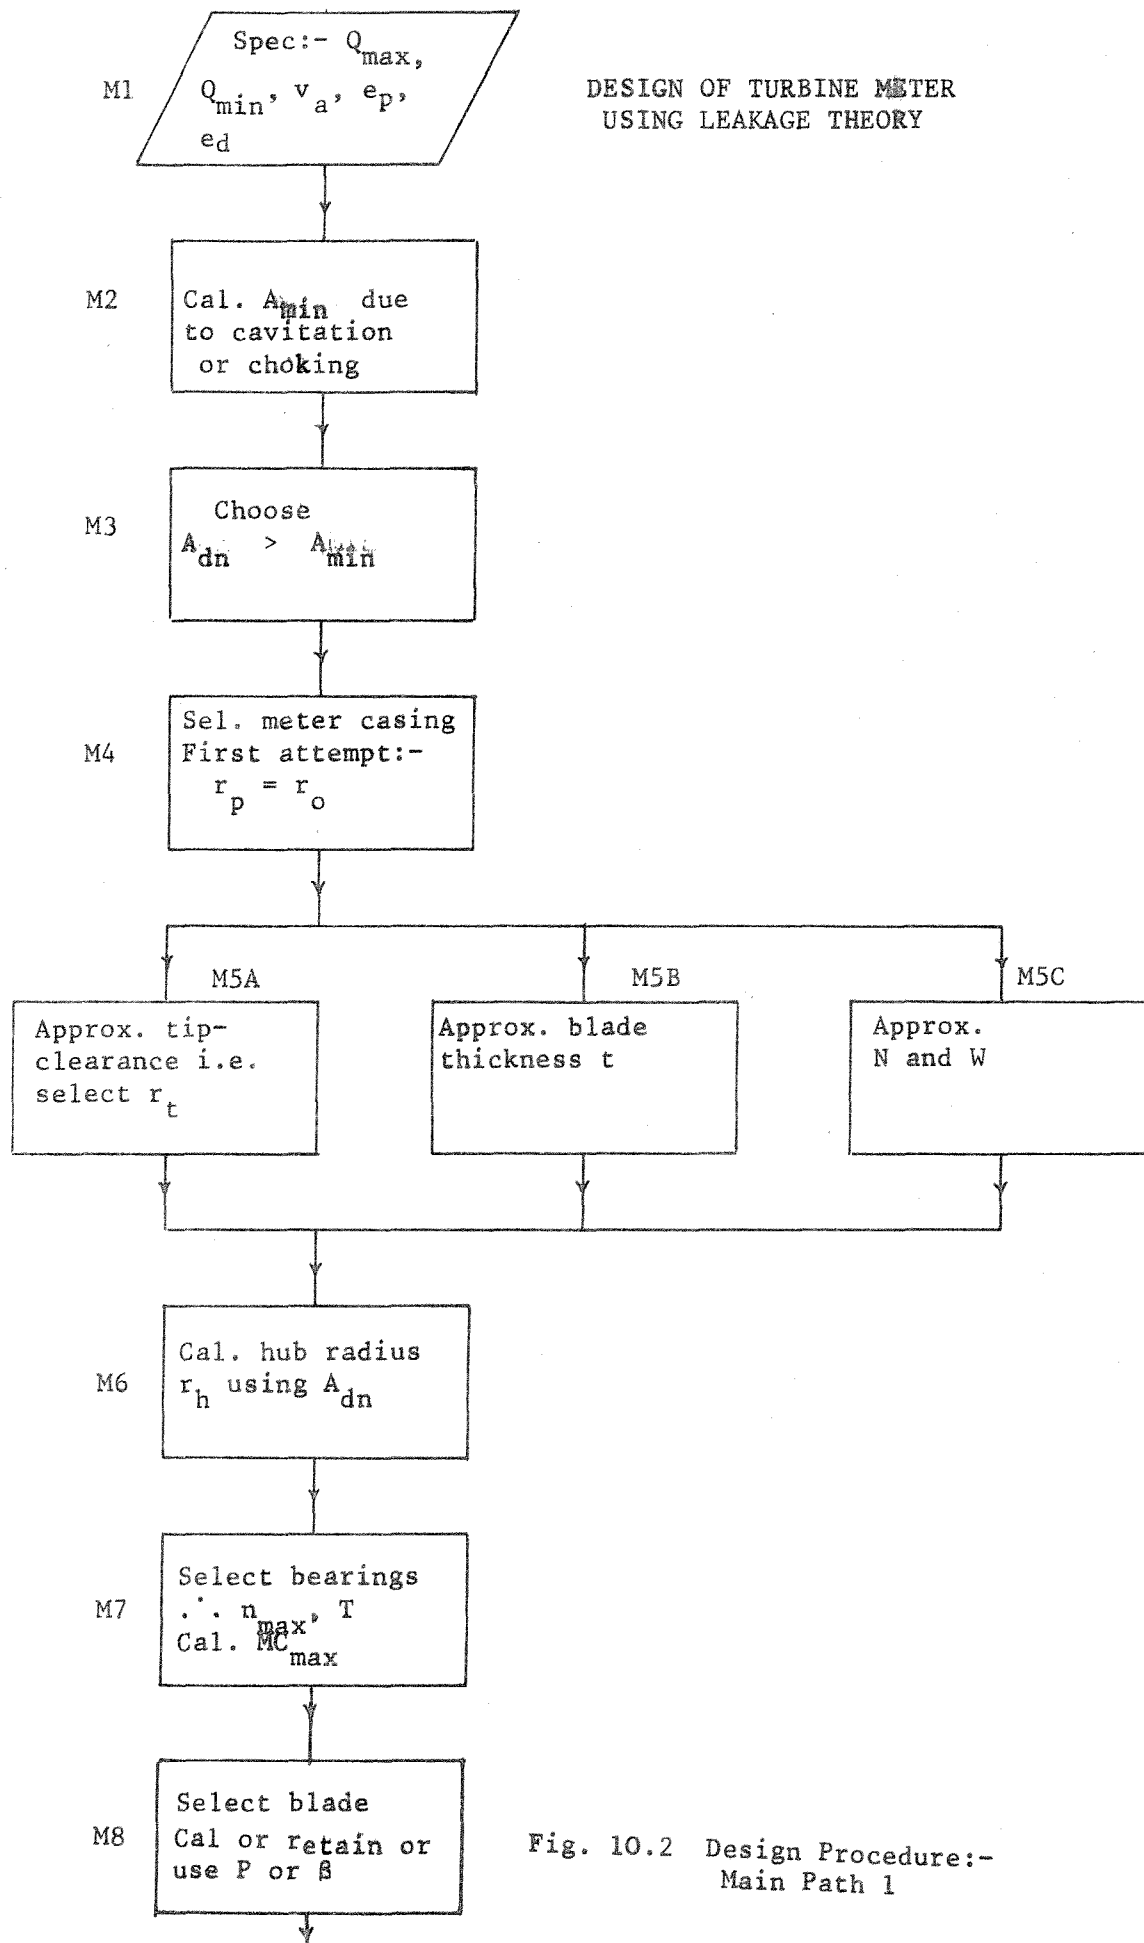 Spec:- Q_max,
M1
Q_min, v_a, e_p,
e_d
DESIGN OF TURBINE METER
USING LEAKAGE THEORY
M2
Cal. A_min due
to cavitation
or choking
M3
Choose
A_dn > A_min
M4
Sel. meter casing
First attempt:-
r_p = r_o
M5A
Approx. tip-
clearance i.e.
select r_t
M5B
Approx. blade
thickness t
M5C
Approx.
N and W
M6
Cal. hub radius
r_h using A_dn
M7
Select bearings
∴ n_max, T
Cal. MC_max
M8
Select blade
Cal or retain or
use P or β
Fig. 10.2 Design Procedure:-
Main Path 1